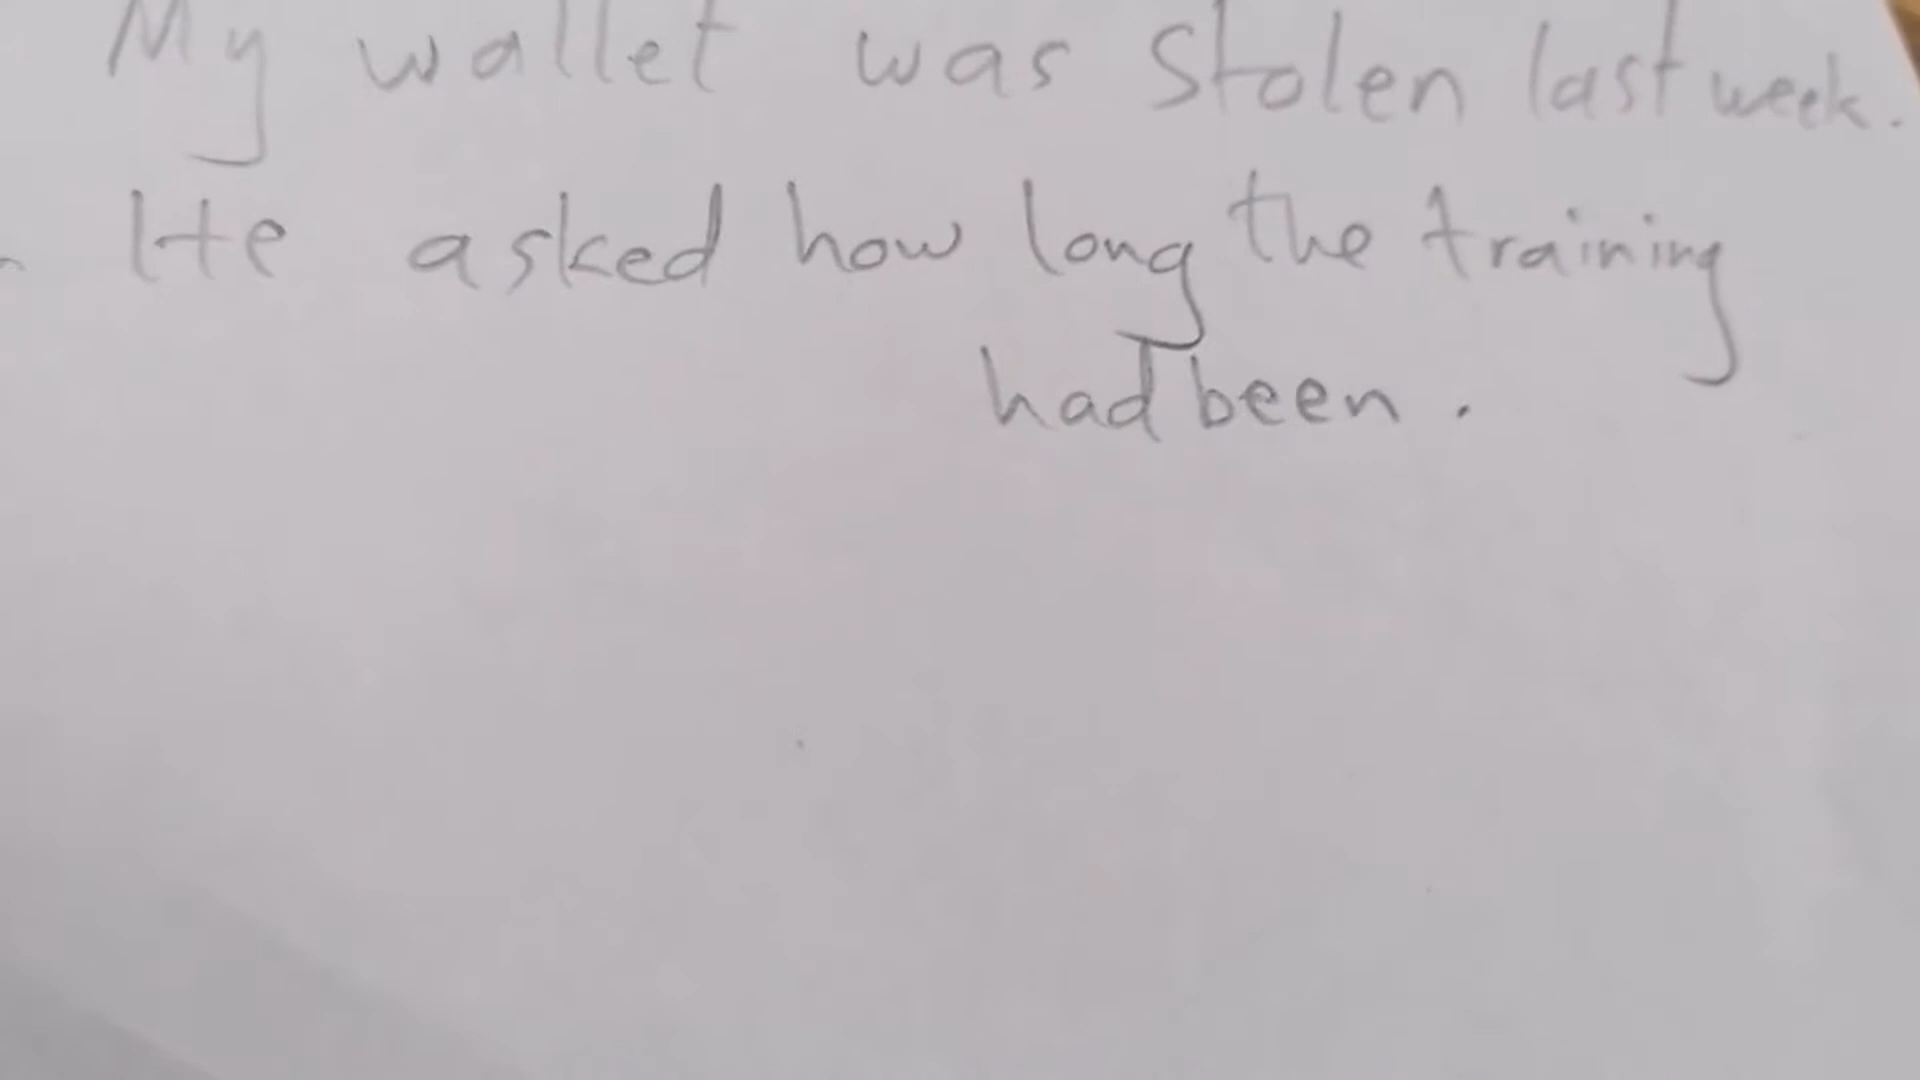 My wallet was stolen last week.
He asked how long the training
had been.